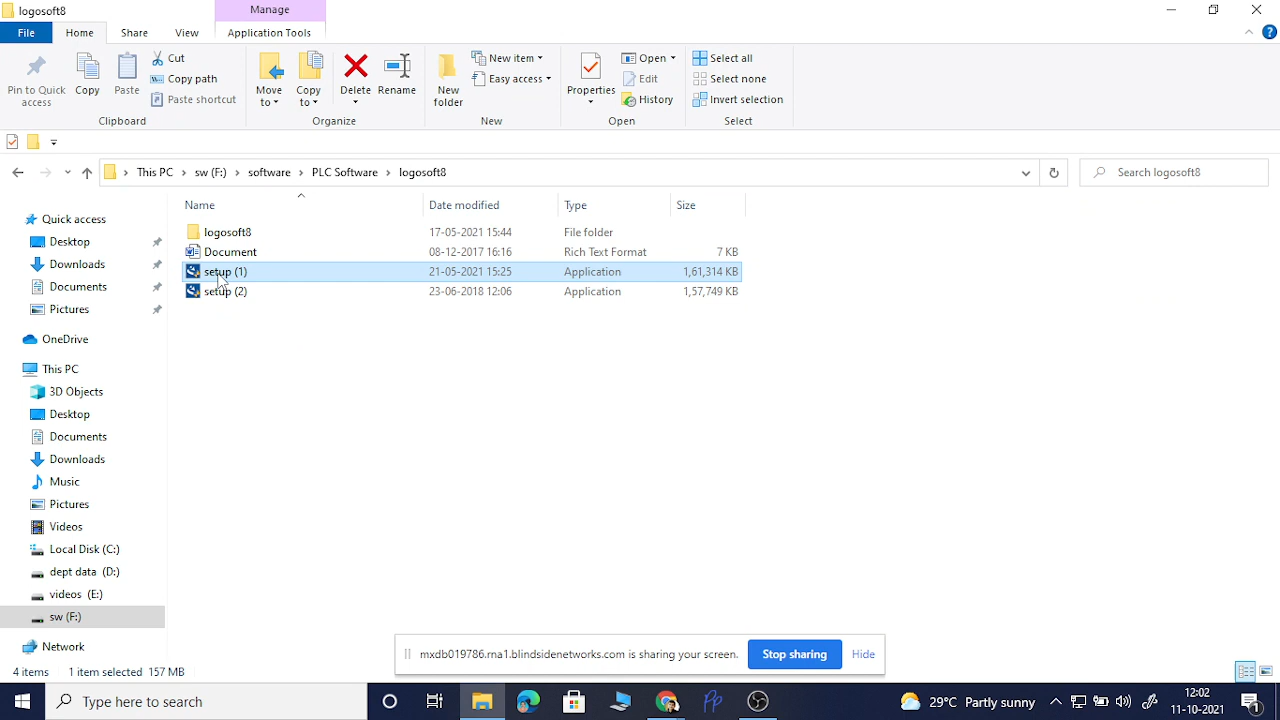 logosoft8
Manage
File
Home
Share
View
Application Tools
Pin to Quick access
Copy
Paste
Cut
Copy path
Paste shortcut
Clipboard
Move to
Copy to
Delete
Rename
Organize
New folder
New item
Easy access
New
Properties
Open
Edit
History
Open
Select all
Select none
Invert selection
Select
This PC > sw (F:) > software > PLC Software > logosoft8
Search logosoft8
Name Date modified Type Size
logosoft8 17-05-2021 15:44 File folder
Document 08-12-2017 16:16 Rich Text Format 7 KB
setup (1) 21-05-2021 15:25 Application 1,61,314 KB
setup (2) 23-06-2018 12:06 Application 1,57,749 KB
Quick access
Desktop
Downloads
Documents
Pictures
OneDrive
This PC
3D Objects
Desktop
Documents
Downloads
Music
Pictures
Videos
Local Disk (C:)
dept data (D:)
videos (E:)
sw (F:)
Network
mxdb019786.rna1.blindsidenetworks.com is sharing your screen.
Stop sharing
Hide
4 items 1 item selected 157 MB
Type here to search
29°C Partly sunny
12:02
11-10-2021
1